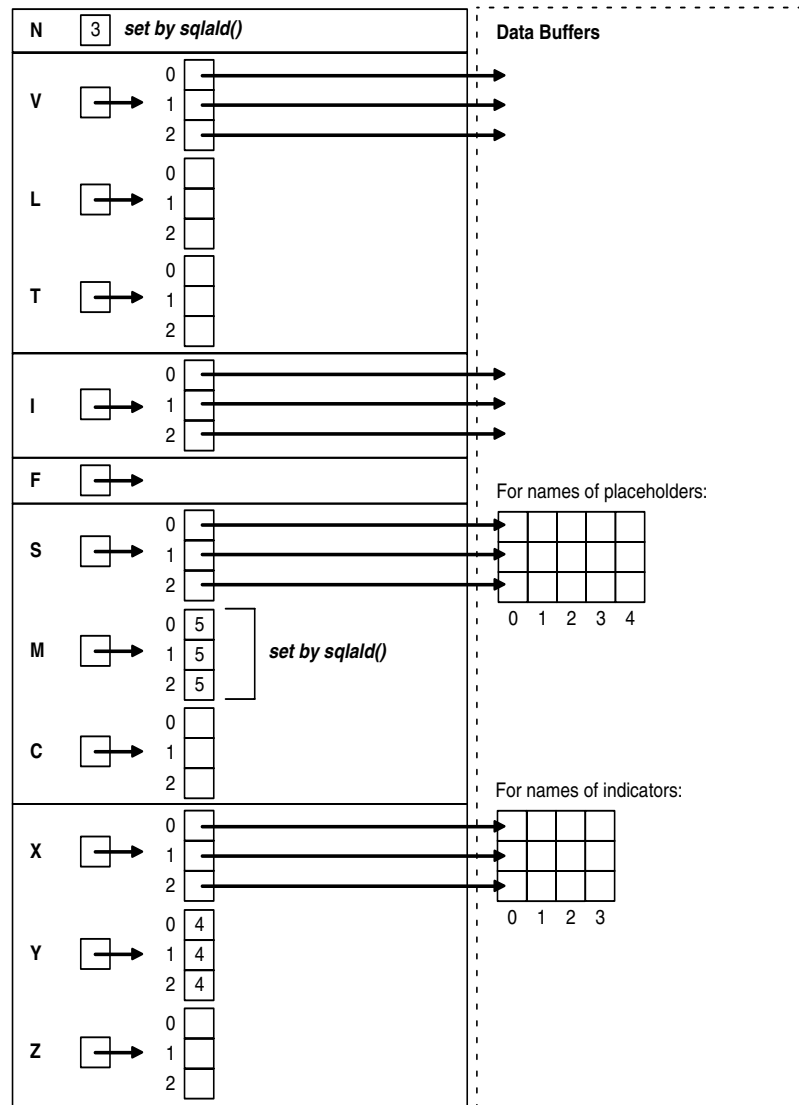 N 3 set by sqlald() Data Buffers
0
V 1
2
0
L 1
2
0
T 1
2
0
I 1
2
F
For names of placeholders:
0
S 1
2
0 1 2 3 4
0 5
M 1 5 set by sqlald()
2 5
0
C 1
2
For names of indicators:
0
X 1
2
0 1 2 3
0 4
Y 1 4
2 4
0
Z 1
2